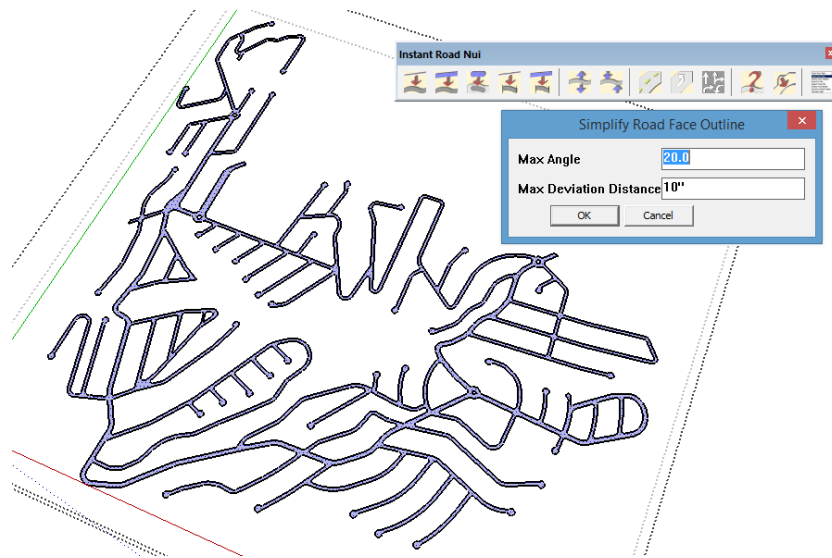 Instant Road Nui
Simplify Road Face Outline
Max Angle
20.0
Max Deviation Distance
10"
OK
Cancel